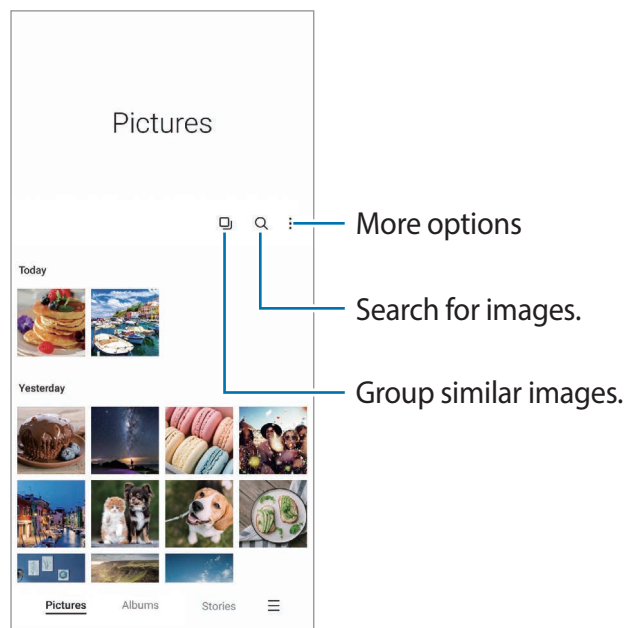 Pictures
More options
Today
Search for images.
Yesterday
Group similar images.
Pictures Albums Stories